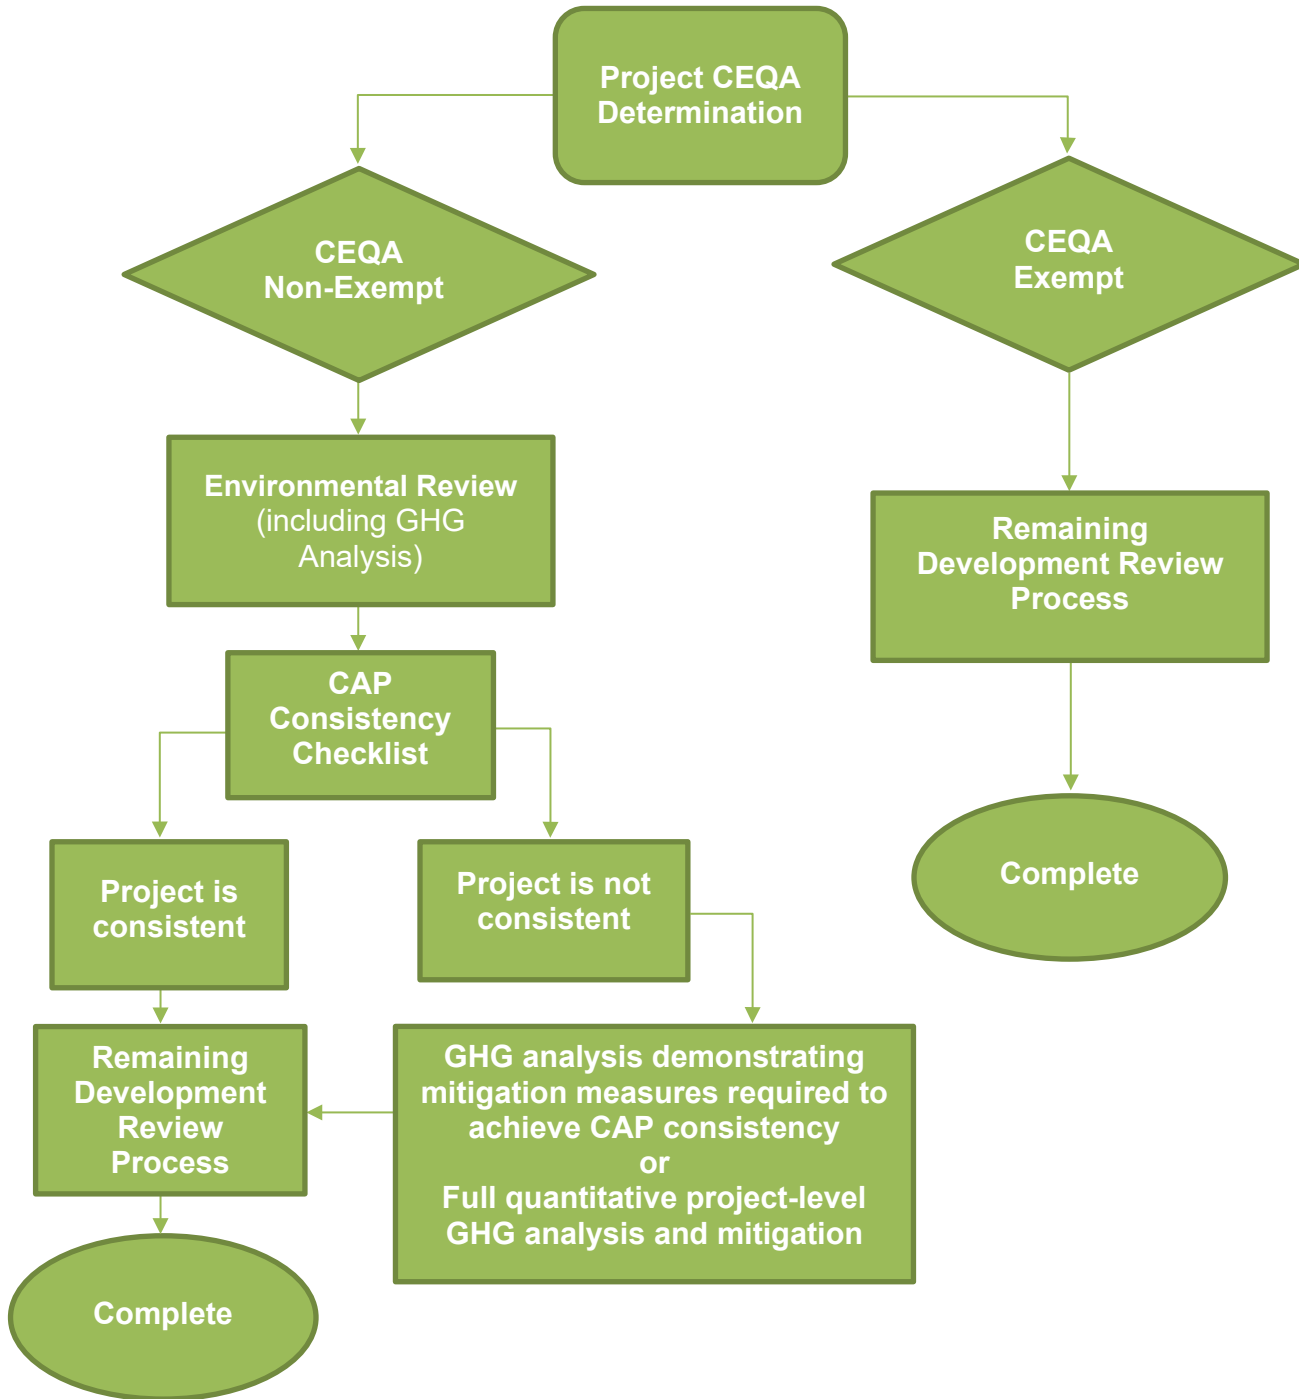 Project CEQA
Determination
CEQA
Non-Exempt
CEQA
Exempt
Environmental Review
(including GHG
Analysis)
Remaining
Development Review
Process
CAP
Consistency
Checklist
Project is
consistent
Project is not
consistent
Complete
Remaining
Development
Review
Process
GHG analysis demonstrating
mitigation measures required to
achieve CAP consistency
or
Full quantitative project-level
GHG analysis and mitigation
Complete